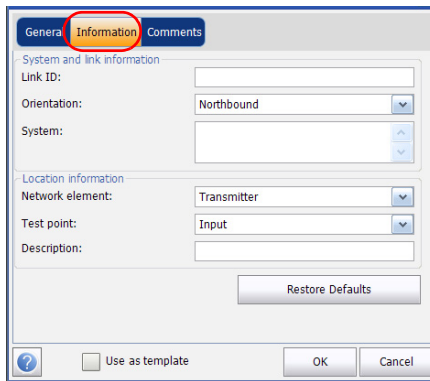 General Information Comments
System and link information
Link ID:
Orientation: Northbound
System:
Location information
Network element: Transmitter
Test point: Input
Description:
Restore Defaults
? Use as template OK Cancel